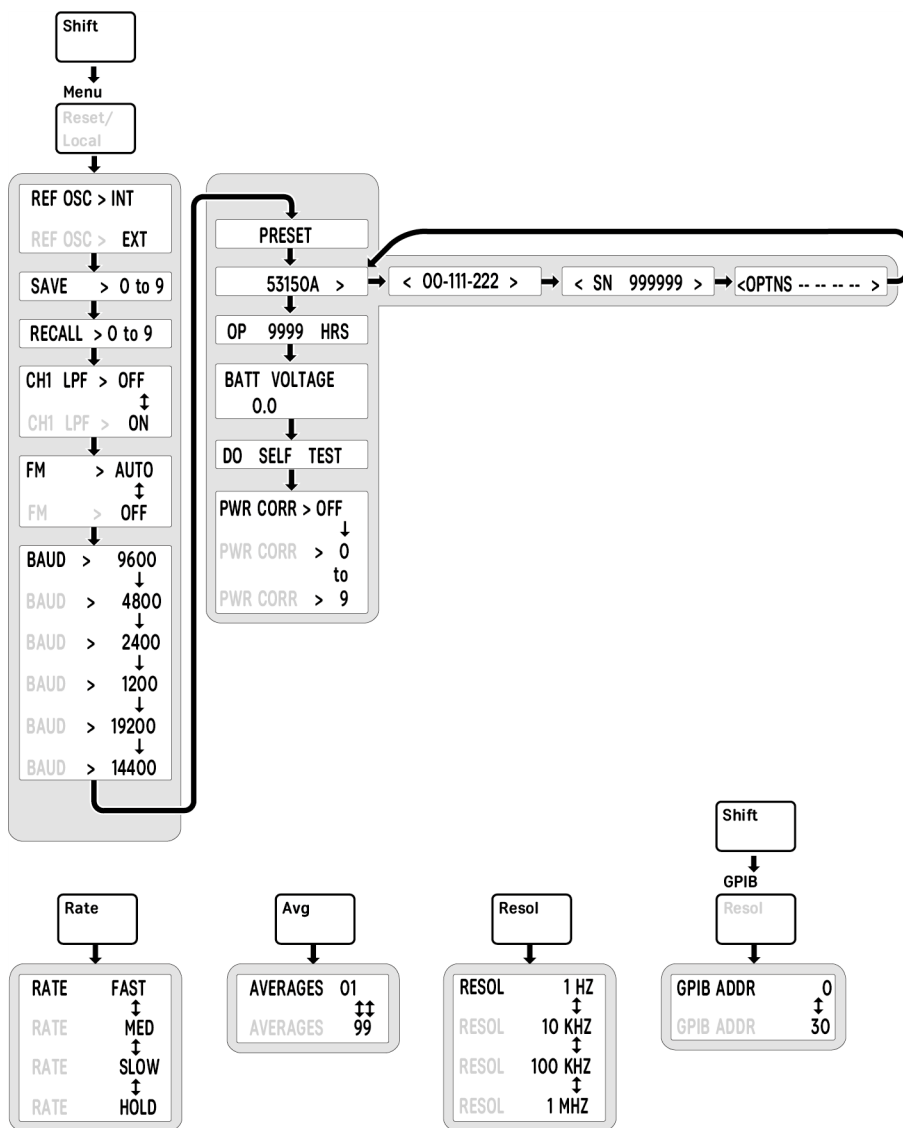 Shift
Menu
Reset/
Local
REF OSC > INT
REF OSC > EXT
SAVE > 0 to 9
RECALL > 0 to 9
CH1 LPF > OFF
CH1 LPF > ON
FM > AUTO
FM > OFF
BAUD > 9600
BAUD > 4800
BAUD > 2400
BAUD > 1200
BAUD > 19200
BAUD > 14400
PRESET
53150A >
< 00-111-222 >
< SN 999999 >
<OPTNS -- -- -- -- >
OP 9999 HRS
BATT VOLTAGE
0.0
DO SELF TEST
PWR CORR > OFF
PWR CORR > 0
to
PWR CORR > 9
Rate
RATE FAST
RATE MED
RATE SLOW
RATE HOLD
Avg
AVERAGES 01
AVERAGES 99
Resol
RESOL 1 HZ
RESOL 10 KHZ
RESOL 100 KHZ
RESOL 1 MHZ
Shift
GPIB
Resol
GPIB ADDR 0
GPIB ADDR 30